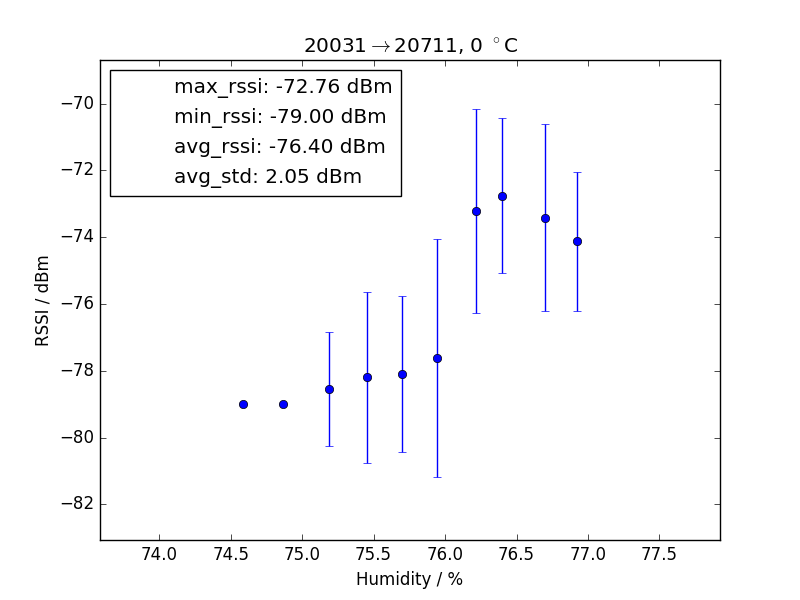 20031→20711, 0 °C
max_rssi: -72.76 dBm
min_rssi: -79.00 dBm
avg_rssi: -76.40 dBm
avg_std: 2.05 dBm
RSSI / dBm
−70
−72
−74
−76
−78
−80
−82
74.0 74.5 75.0 75.5 76.0 76.5 77.0 77.5
Humidity / %